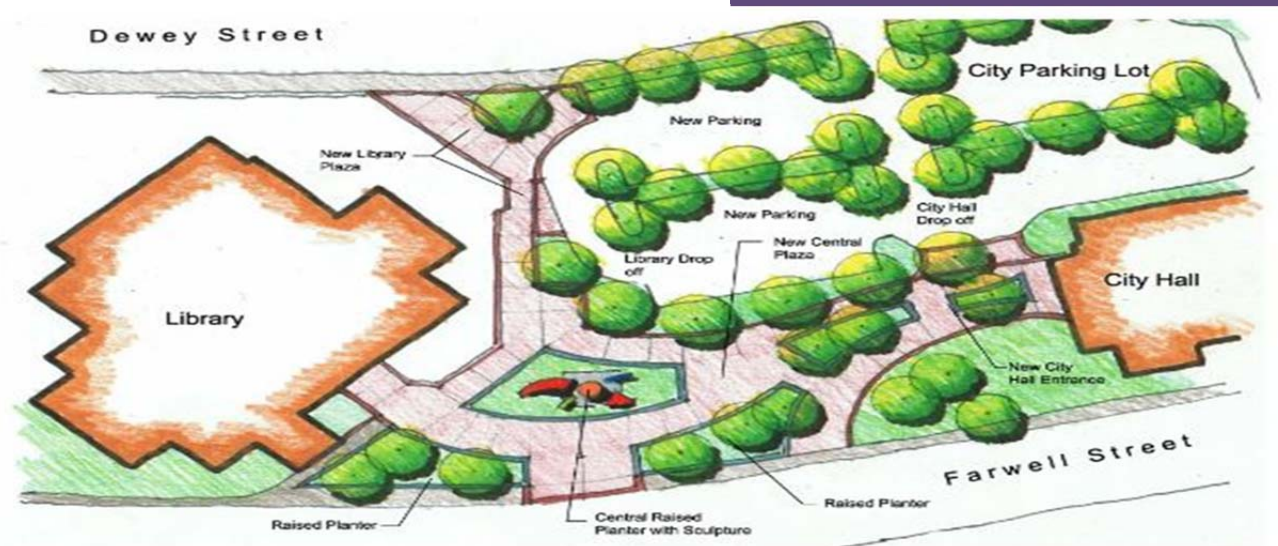 Dewey Street
City Parking Lot
New Parking
New Library
Plaza
New Parking
City Hall
Drop off
New Central
Plaza
Library Drop
off
City Hall
Library
New City
Hall Entrance
Farwell Street
Raised Planter
Raised Planter
Central Raised
Planter with Sculpture